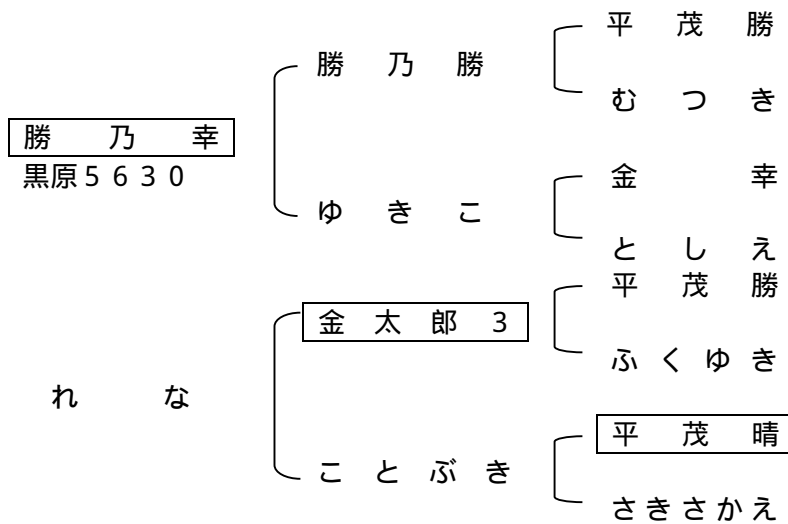 平茂勝
勝乃勝
むつき
勝乃幸
黒原5630
金幸
ゆきこ
としえ
平茂勝
金太郎3
ふくゆき
れな
平茂晴
ことぶき
さきさかえ